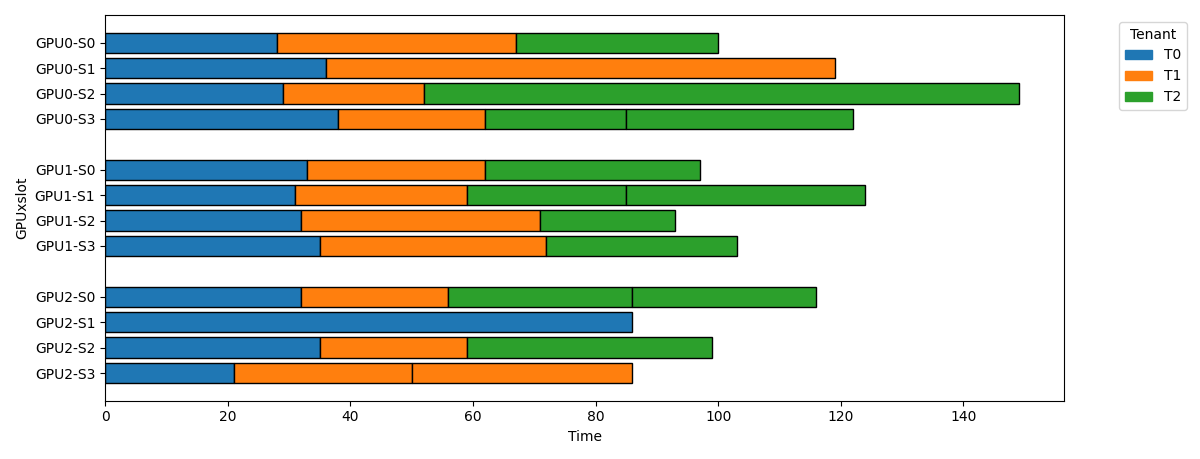 GPU0-S0
GPU0-S1
GPU0-S2
GPU0-S3
GPU1-S0
GPU1-S1
GPU1-S2
GPU1-S3
GPU2-S0
GPU2-S1
GPU2-S2
GPU2-S3
GPUxslot
0 20 40 60 80 100 120 140
Time
Tenant
T0
T1
T2